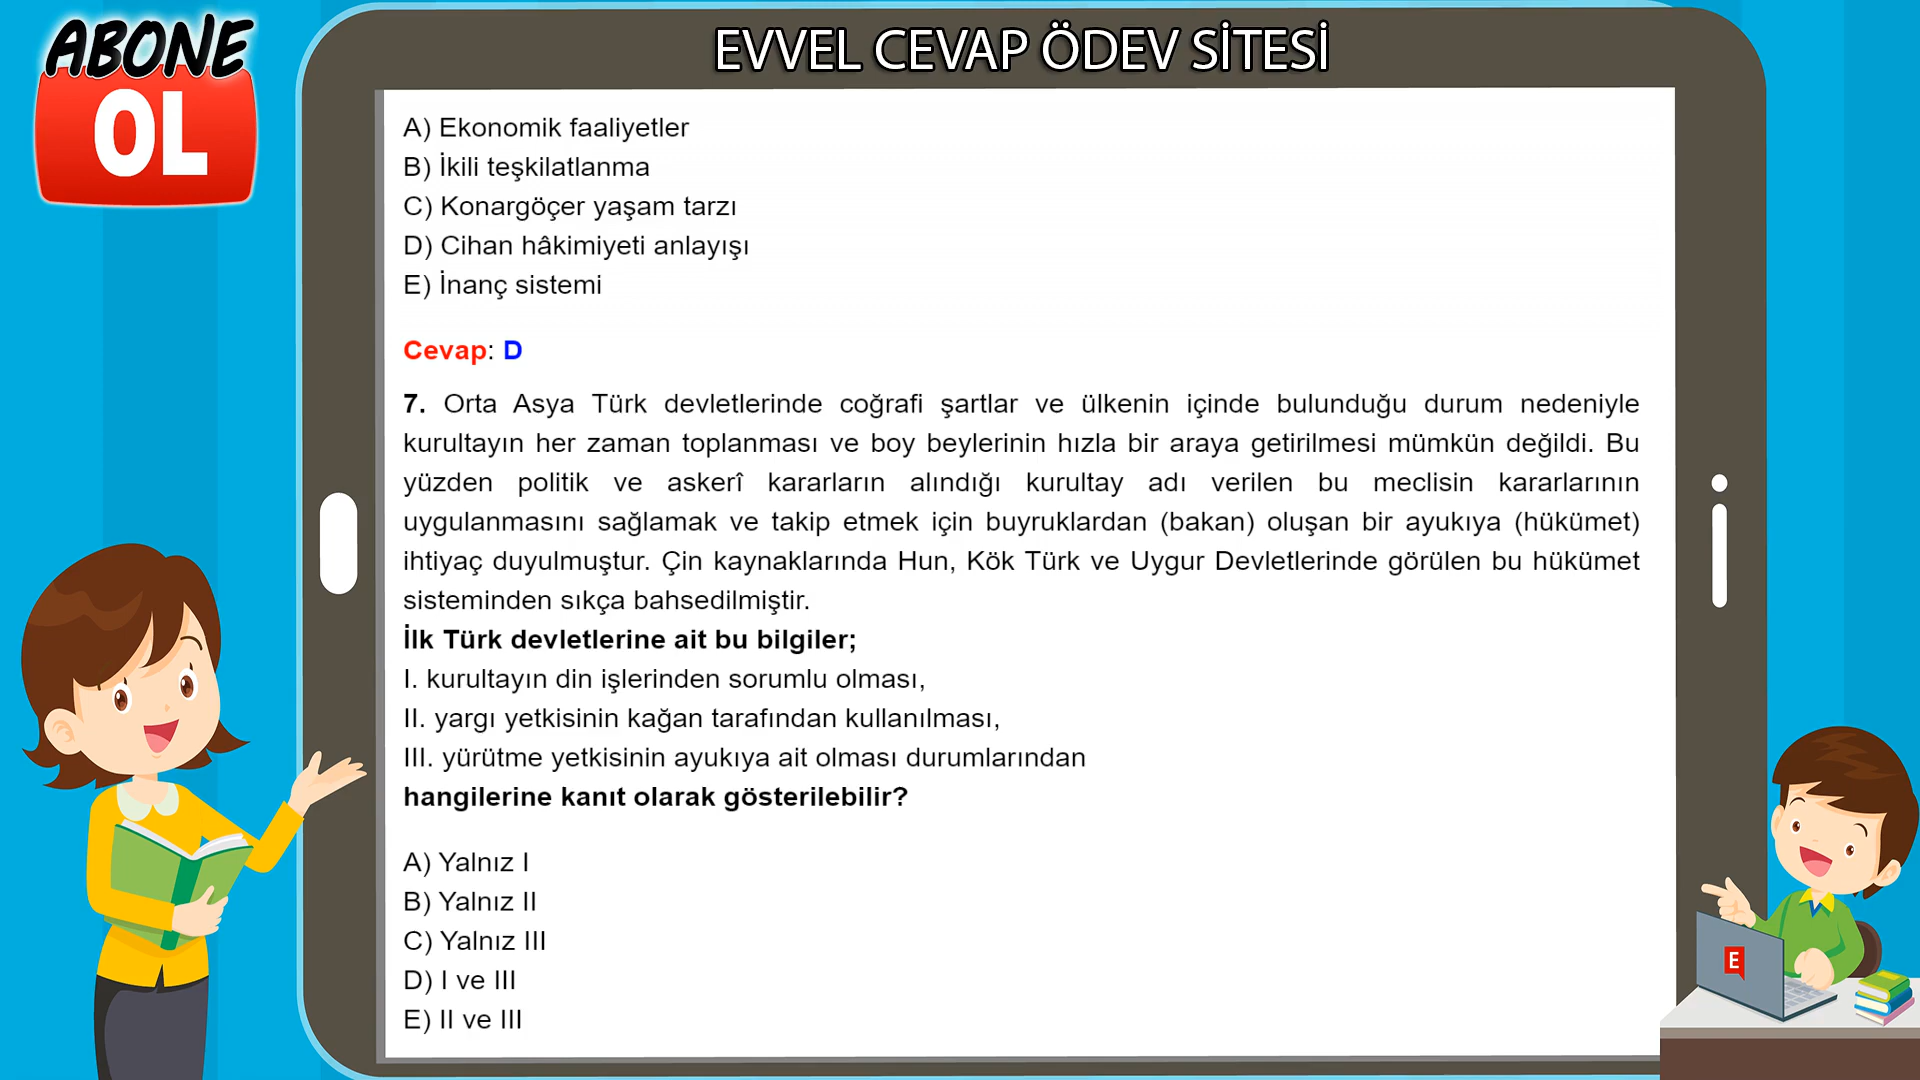 ABONE
OL
EVVEL CEVAP ÖDEV SİTESİ
A) Ekonomik faaliyetler
B) İkili teşkilatlanma
C) Konargöçer yaşam tarzı
D) Cihan hâkimiyeti anlayışı
E) İnanç sistemi
Cevap: D
7. Orta Asya Türk devletlerinde coğrafi şartlar ve ülkenin içinde bulunduğu durum nedeniyle
kurultayın her zaman toplanması ve boy beylerinin hızla bir araya getirilmesi mümkün değildi. Bu
yüzden politik ve askerî kararların alındığı kurultay adı verilen bu meclisin kararlarının
uygulanmasını sağlamak ve takip etmek için buyruklardan (bakan) oluşan bir ayukıya (hükümet)
ihtiyaç duyulmuştur. Çin kaynaklarında Hun, Kök Türk ve Uygur Devletlerinde görülen bu hükümet
sisteminden sıkça bahsedilmiştir.
İlk Türk devletlerine ait bu bilgiler;
I. kurultayın din işlerinden sorumlu olması,
II. yargı yetkisinin kağan tarafından kullanılması,
III. yürütme yetkisinin ayukıya ait olması durumlarından
hangilerine kanıt olarak gösterilebilir?
A) Yalnız I
B) Yalnız II
C) Yalnız III
D) I ve III
E) II ve III
E